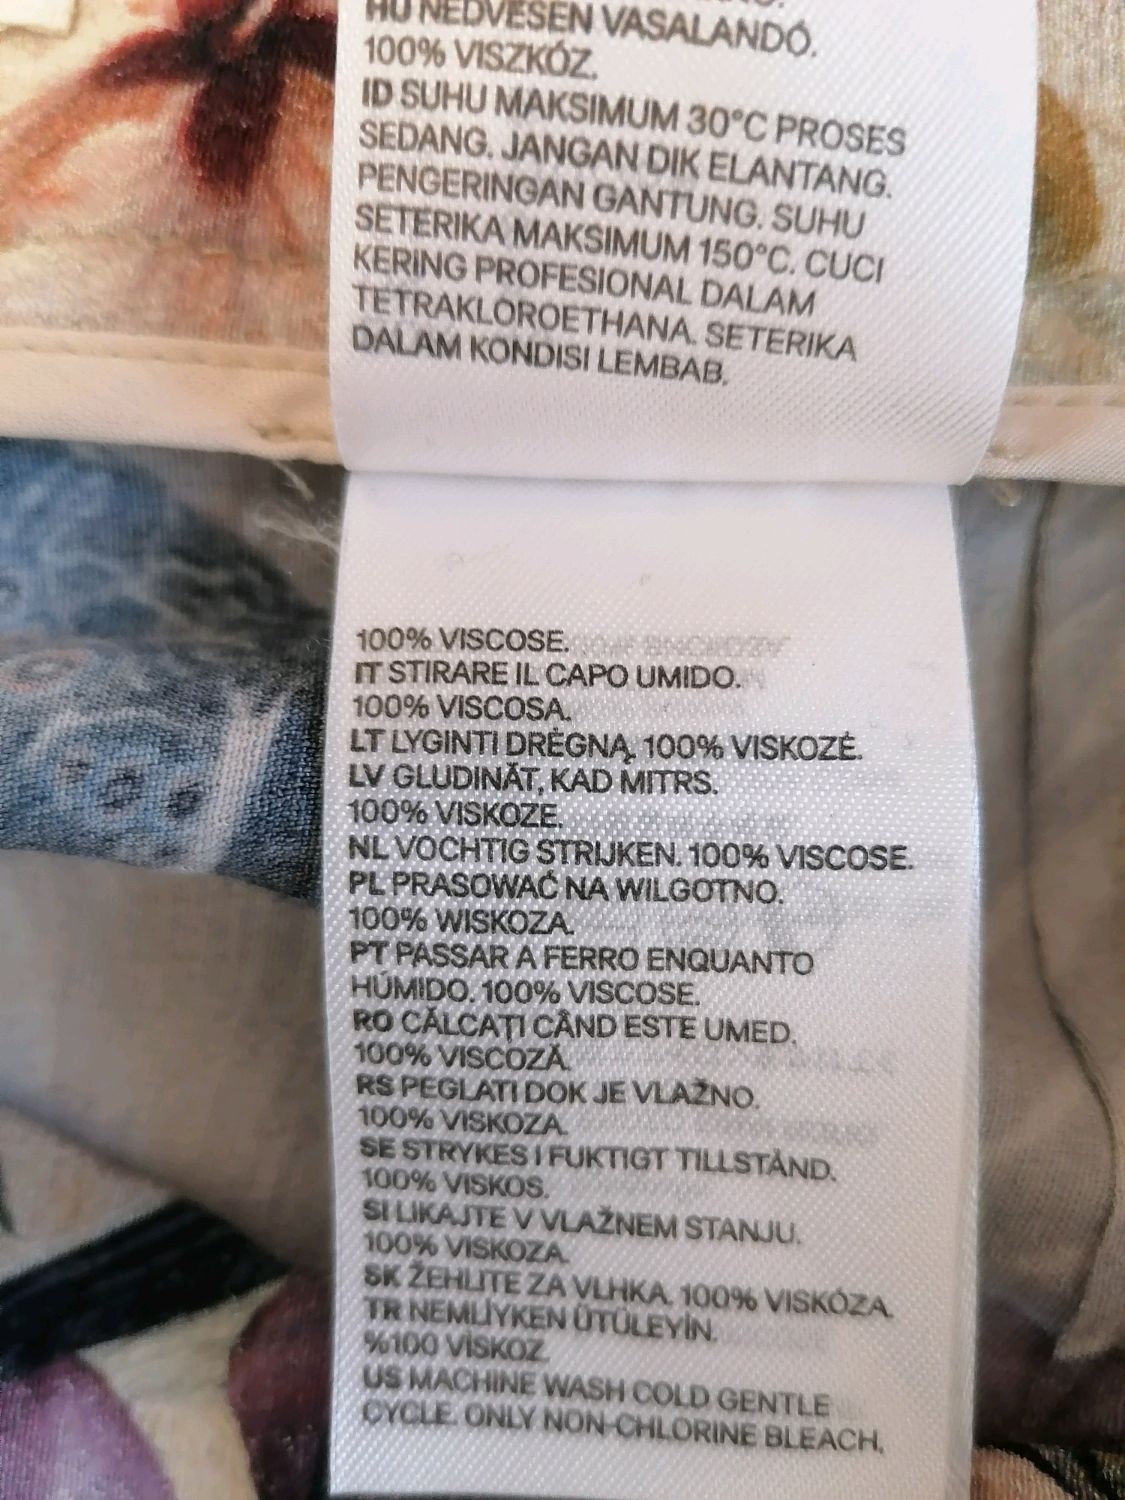 HU NEDVESEN VASALANDÓ.
100% VISZKÓZ.
ID SUHU MAKSIMUM 30°C PROSES
SEDANG. JANGAN DIK ELANTANG.
PENGERINGAN GANTUNG. SUHU
SETERIKA MAKSIMUM 150°C. CUCI
KERING PROFESIONAL DALAM
TETRAKLOROETHANA. SETERIKA
DALAM KONDISI LEMBAB.
100% VISCOSE.
IT STIRARE IL CAPO UMIDO.
100% VISCOSA.
LT LYGINTI DRĖGNĄ. 100% VISKOZĖ.
LV GLUDINĀT, KAD MITRS.
100% VISKOZE.
NL VOCHTIG STRIJKEN. 100% VISCOSE.
PL PRASOWAĆ NA WILGOTNO.
100% WISKOZA.
PT PASSAR A FERRO ENQUANTO
HÚMIDO. 100% VISCOSE.
RO CĂLCAȚI CÂND ESTE UMED.
100% VISCOZĂ.
RS PEGLATI DOK JE VLAŽNO.
100% VISKOZA.
SE STRYKES I FUKTIGT TILLSTÅND.
100% VISKOS.
SI LIKAJTE V VLAŽNEM STANJU.
100% VISKOZA.
SK ŽEHLITE ZA VLHKA. 100% VISKÓZA.
TR NEMLİYKEN ÜTÜLEYİN.
%100 VİSKOZ.
US MACHINE WASH COLD GENTLE
CYCLE. ONLY NON-CHLORINE BLEACH,